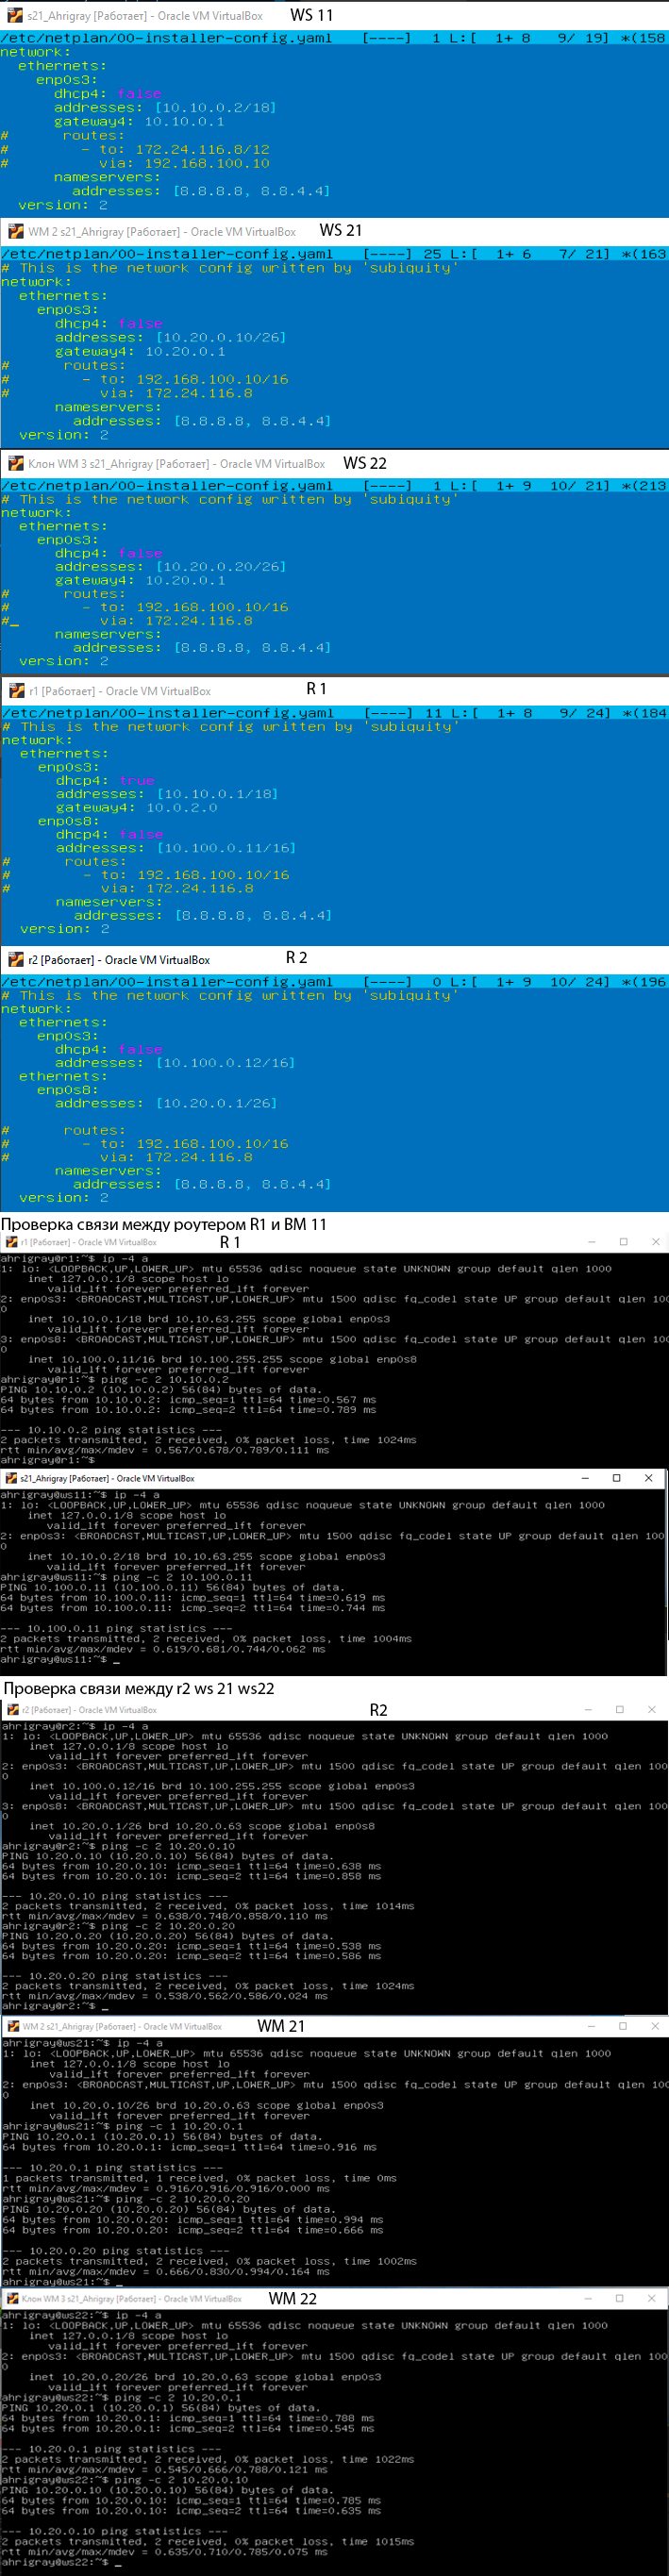 s21_Ahrigray [Работает] - Oracle VM VirtualBox WS 11
/etc/netplan/00-installer-config.yaml [----] 1 L:[ 1+ 8 9/ 19] *(158
network:
ethernets:
enp0s3:
dhcp4: false
addresses: [10.10.0.2/18]
gateway4: 10.10.0.1
# routes:
# - to: 172.24.116.8/12
# via: 192.168.100.10
nameservers:
addresses: [8.8.8.8, 8.8.4.4]
version: 2
WM 2 s21_Ahrigray [Работает] - Oracle VM VirtualBox WS 21
/etc/netplan/00-installer-config.yaml [----] 25 L:[ 1+ 6 7/ 21] *(163
# This is the network config written by 'subiquity'
network:
ethernets:
enp0s3:
dhcp4: false
addresses: [10.20.0.10/26]
gateway4: 10.20.0.1
# routes:
# - to: 192.168.100.10/16
# via: 172.24.116.8
nameservers:
addresses: [8.8.8.8, 8.8.4.4]
version: 2
Клон WM 3 s21_Ahrigray [Работает] - Oracle VM VirtualBox WS 22
/etc/netplan/00-installer-config.yaml [----] 1 L:[ 1+ 9 10/ 21] *(213
# This is the network config written by 'subiquity'
network:
ethernets:
enp0s3:
dhcp4: false
addresses: [10.20.0.20/26]
gateway4: 10.20.0.1
# routes:
# - to: 192.168.100.10/16
#_ via: 172.24.116.8
nameservers:
addresses: [8.8.8.8, 8.8.4.4]
version: 2
r1 [Работает] - Oracle VM VirtualBox R 1
/etc/netplan/00-installer-config.yaml [----] 11 L:[ 1+ 8 9/ 24] *(184
# This is the network config written by 'subiquity'
network:
ethernets:
enp0s3:
dhcp4: true
addresses: [10.10.0.1/18]
gateway4: 10.0.2.0
enp0s8:
dhcp4: false
addresses: [10.100.0.11/16]
# routes:
# - to: 192.168.100.10/16
# via: 172.24.116.8
nameservers:
addresses: [8.8.8.8, 8.8.4.4]
version: 2
r2 [Работает] - Oracle VM VirtualBox R 2
/etc/netplan/00-installer-config.yaml [----] 0 L:[ 1+ 9 10/ 24] *(196
# This is the network config written by 'subiquity'
network:
ethernets:
enp0s3:
dhcp4: false
addresses: [10.100.0.12/16]
ethernets:
enp0s8:
addresses: [10.20.0.1/26]
# routes:
# - to: 192.168.100.10/16
# via: 172.24.116.8
nameservers:
addresses: [8.8.8.8, 8.8.4.4]
version: 2
Проверка связи между роутером R1 и ВМ 11
r1 [Работает] - Oracle VM VirtualBox R 1
ahrigray@r1:~$ ip -4 a
1: lo: <LOOPBACK,UP,LOWER_UP> mtu 65536 qdisc noqueue state UNKNOWN group default qlen 1000
inet 127.0.0.1/8 scope host lo
valid_lft forever preferred_lft forever
2: enp0s3: <BROADCAST,MULTICAST,UP,LOWER_UP> mtu 1500 qdisc fq_codel state UP group default qlen 100
0
inet 10.10.0.1/18 brd 10.10.63.255 scope global enp0s3
valid_lft forever preferred_lft forever
3: enp0s8: <BROADCAST,MULTICAST,UP,LOWER_UP> mtu 1500 qdisc fq_codel state UP group default qlen 100
0
inet 10.100.0.11/16 brd 10.100.255.255 scope global enp0s8
valid_lft forever preferred_lft forever
ahrigray@r1:~$ ping -c 2 10.10.0.2
PING 10.10.0.2 (10.10.0.2) 56(84) bytes of data.
64 bytes from 10.10.0.2: icmp_seq=1 ttl=64 time=0.567 ms
64 bytes from 10.10.0.2: icmp_seq=2 ttl=64 time=0.789 ms
--- 10.10.0.2 ping statistics ---
2 packets transmitted, 2 received, 0% packet loss, time 1024ms
rtt min/avg/max/mdev = 0.567/0.678/0.789/0.111 ms
ahrigray@r1:~$
s21_Ahrigray [Работает] - Oracle VM VirtualBox
ahrigray@ws11:~$ ip -4 a
1: lo: <LOOPBACK,UP,LOWER_UP> mtu 65536 qdisc noqueue state UNKNOWN group default qlen 1000
inet 127.0.0.1/8 scope host lo
valid_lft forever preferred_lft forever
2: enp0s3: <BROADCAST,MULTICAST,UP,LOWER_UP> mtu 1500 qdisc fq_codel state UP group default qlen 100
0
inet 10.10.0.2/18 brd 10.10.63.255 scope global enp0s3
valid_lft forever preferred_lft forever
ahrigray@ws11:~$ ping -c 2 10.100.0.11
PING 10.100.0.11 (10.100.0.11) 56(84) bytes of data.
64 bytes from 10.100.0.11: icmp_seq=1 ttl=64 time=0.619 ms
64 bytes from 10.100.0.11: icmp_seq=2 ttl=64 time=0.744 ms
--- 10.100.0.11 ping statistics ---
2 packets transmitted, 2 received, 0% packet loss, time 1004ms
rtt min/avg/max/mdev = 0.619/0.681/0.744/0.062 ms
ahrigray@ws11:~$ _
Проверка связи между r2 ws 21 ws22
r2 [Работает] - Oracle VM VirtualBox R2
ahrigray@r2:~$ ip -4 a
1: lo: <LOOPBACK,UP,LOWER_UP> mtu 65536 qdisc noqueue state UNKNOWN group default qlen 1000
inet 127.0.0.1/8 scope host lo
valid_lft forever preferred_lft forever
2: enp0s3: <BROADCAST,MULTICAST,UP,LOWER_UP> mtu 1500 qdisc fq_codel state UP group default qlen 100
0
inet 10.100.0.12/16 brd 10.100.255.255 scope global enp0s3
valid_lft forever preferred_lft forever
3: enp0s8: <BROADCAST,MULTICAST,UP,LOWER_UP> mtu 1500 qdisc fq_codel state UP group default qlen 100
0
inet 10.20.0.1/26 brd 10.20.0.63 scope global enp0s8
valid_lft forever preferred_lft forever
ahrigray@r2:~$ ping -c 2 10.20.0.10
PING 10.20.0.10 (10.20.0.10) 56(84) bytes of data.
64 bytes from 10.20.0.10: icmp_seq=1 ttl=64 time=0.638 ms
64 bytes from 10.20.0.10: icmp_seq=2 ttl=64 time=0.858 ms
--- 10.20.0.10 ping statistics ---
2 packets transmitted, 2 received, 0% packet loss, time 1014ms
rtt min/avg/max/mdev = 0.638/0.748/0.858/0.110 ms
ahrigray@r2:~$ ping -c 2 10.20.0.20
PING 10.20.0.20 (10.20.0.20) 56(84) bytes of data.
64 bytes from 10.20.0.20: icmp_seq=1 ttl=64 time=0.538 ms
64 bytes from 10.20.0.20: icmp_seq=2 ttl=64 time=0.586 ms
--- 10.20.0.20 ping statistics ---
2 packets transmitted, 2 received, 0% packet loss, time 1024ms
rtt min/avg/max/mdev = 0.538/0.562/0.586/0.024 ms
ahrigray@r2:~$ _
WM 2 s21_Ahrigray [Работает] - Oracle VM VirtualBox WM 21
ahrigray@ws21:~$ ip -4 a
1: lo: <LOOPBACK,UP,LOWER_UP> mtu 65536 qdisc noqueue state UNKNOWN group default qlen 1000
inet 127.0.0.1/8 scope host lo
valid_lft forever preferred_lft forever
2: enp0s3: <BROADCAST,MULTICAST,UP,LOWER_UP> mtu 1500 qdisc fq_codel state UP group default qlen 100
0
inet 10.20.0.10/26 brd 10.20.0.63 scope global enp0s3
valid_lft forever preferred_lft forever
ahrigray@ws21:~$ ping -c 1 10.20.0.1
PING 10.20.0.1 (10.20.0.1) 56(84) bytes of data.
64 bytes from 10.20.0.1: icmp_seq=1 ttl=64 time=0.916 ms
--- 10.20.0.1 ping statistics ---
1 packets transmitted, 1 received, 0% packet loss, time 0ms
rtt min/avg/max/mdev = 0.916/0.916/0.916/0.000 ms
ahrigray@ws21:~$ ping -c 2 10.20.0.20
PING 10.20.0.20 (10.20.0.20) 56(84) bytes of data.
64 bytes from 10.20.0.20: icmp_seq=1 ttl=64 time=0.994 ms
64 bytes from 10.20.0.20: icmp_seq=2 ttl=64 time=0.666 ms
--- 10.20.0.20 ping statistics ---
2 packets transmitted, 2 received, 0% packet loss, time 1002ms
rtt min/avg/max/mdev = 0.666/0.830/0.994/0.164 ms
ahrigray@ws21:~$ _
Клон WM 3 s21_Ahrigray [Работает] - Oracle VM VirtualBox WM 22
ahrigray@ws22:~$ ip -4 a
1: lo: <LOOPBACK,UP,LOWER_UP> mtu 65536 qdisc noqueue state UNKNOWN group default qlen 1000
inet 127.0.0.1/8 scope host lo
valid_lft forever preferred_lft forever
2: enp0s3: <BROADCAST,MULTICAST,UP,LOWER_UP> mtu 1500 qdisc fq_codel state UP group default qlen 100
0
inet 10.20.0.20/26 brd 10.20.0.63 scope global enp0s3
valid_lft forever preferred_lft forever
ahrigray@ws22:~$ ping -c 2 10.20.0.1
PING 10.20.0.1 (10.20.0.1) 56(84) bytes of data.
64 bytes from 10.20.0.1: icmp_seq=1 ttl=64 time=0.788 ms
64 bytes from 10.20.0.1: icmp_seq=2 ttl=64 time=0.545 ms
--- 10.20.0.1 ping statistics ---
2 packets transmitted, 2 received, 0% packet loss, time 1022ms
rtt min/avg/max/mdev = 0.545/0.666/0.788/0.121 ms
ahrigray@ws22:~$ ping -c 2 10.20.0.10
PING 10.20.0.10 (10.20.0.10) 56(84) bytes of data.
64 bytes from 10.20.0.10: icmp_seq=1 ttl=64 time=0.785 ms
64 bytes from 10.20.0.10: icmp_seq=2 ttl=64 time=0.635 ms
--- 10.20.0.10 ping statistics ---
2 packets transmitted, 2 received, 0% packet loss, time 1015ms
rtt min/avg/max/mdev = 0.635/0.710/0.785/0.075 ms
ahrigray@ws22:~$ _